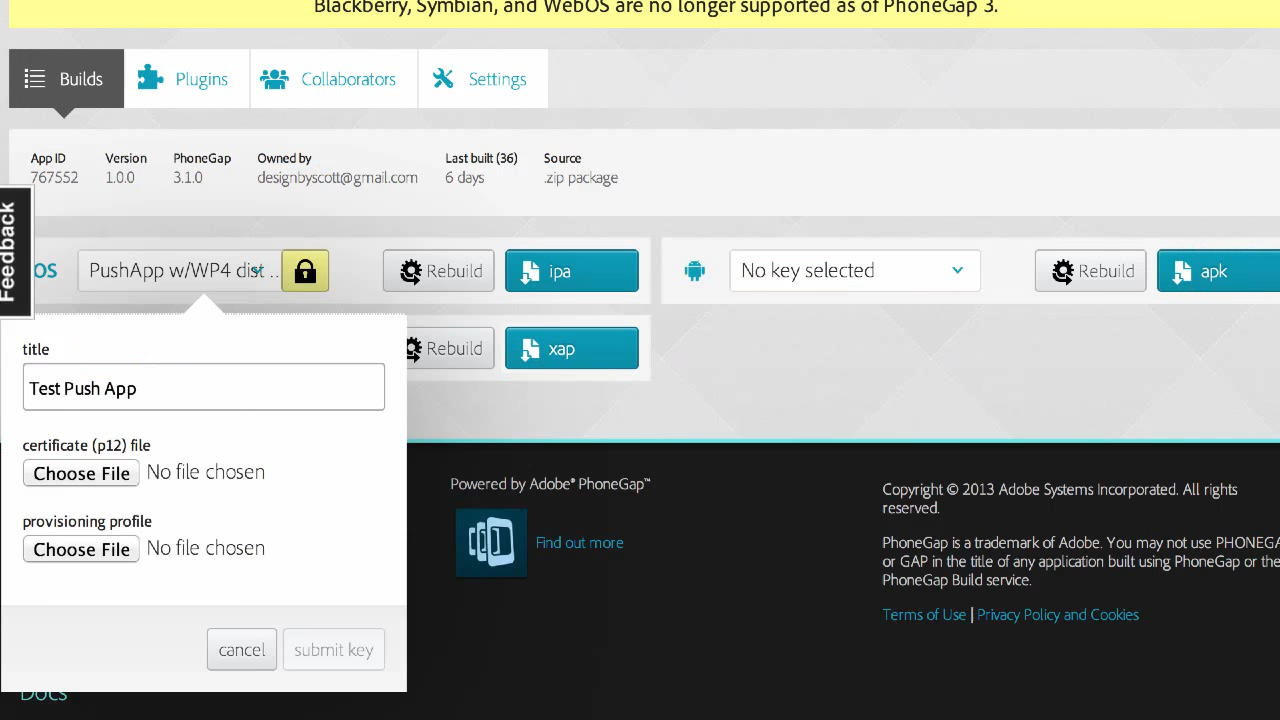 Blackberry, Symbian, and WebOS are no longer supported as of PhoneGap 3.
Builds
Plugins
Collaborators
Settings
App ID
767552
Version
1.0.0
PhoneGap
3.1.0
Owned by
designbyscott@gmail.com
Last built (36)
6 days
Source
.zip package
Feedback
OS
PushApp w/WP4 dist ..
Rebuild
ipa
No key selected
Rebuild
apk
Rebuild
xap
title
Test Push App
certificate (p12) file
Choose File No file chosen
provisioning profile
Choose File No file chosen
cancel
submit key
Docs
Powered by Adobe® PhoneGap™
Find out more
Copyright © 2013 Adobe Systems Incorporated. All rights
reserved.
PhoneGap is a trademark of Adobe. You may not use PHONEGA
or GAP in the title of any application built using PhoneGap or the
PhoneGap Build service.
Terms of Use | Privacy Policy and Cookies